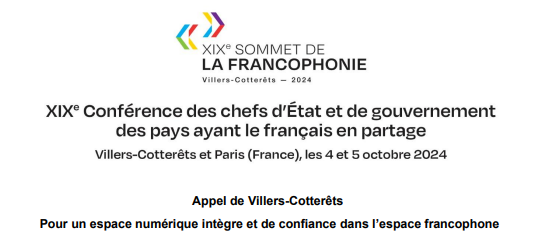 XIXᵉ SOMMET DE
LA FRANCOPHONIE
Villers-Cotterêts — 2024
XIXᵉ Conférence des chefs d’État et de gouvernement
des pays ayant le français en partage
Villers-Cotterêts et Paris (France), les 4 et 5 octobre 2024
Appel de Villers-Cotterêts
Pour un espace numérique intègre et de confiance dans l’espace francophone